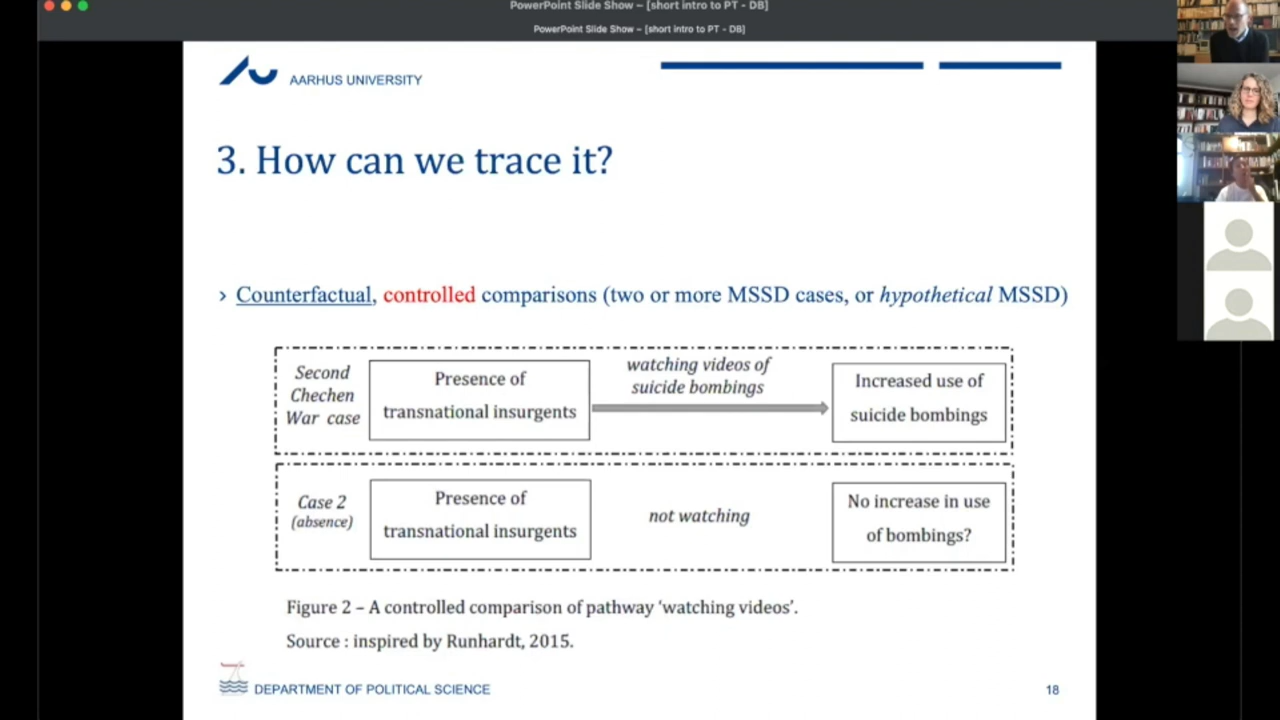 PowerPoint Slide Show – [short intro to PT - DB]
PowerPoint Slide Show – [short intro to PT - DB]
AARHUS UNIVERSITY
3. How can we trace it?
› Counterfactual, controlled comparisons (two or more MSSD cases, or hypothetical MSSD)
Second
Chechen
War case
Presence of
transnational insurgents
watching videos of
suicide bombings
Increased use of
suicide bombings
Case 2
(absence)
Presence of
transnational insurgents
not watching
No increase in use
of bombings?
Figure 2 – A controlled comparison of pathway ‘watching videos’.
Source : inspired by Runhardt, 2015.
DEPARTMENT OF POLITICAL SCIENCE
18